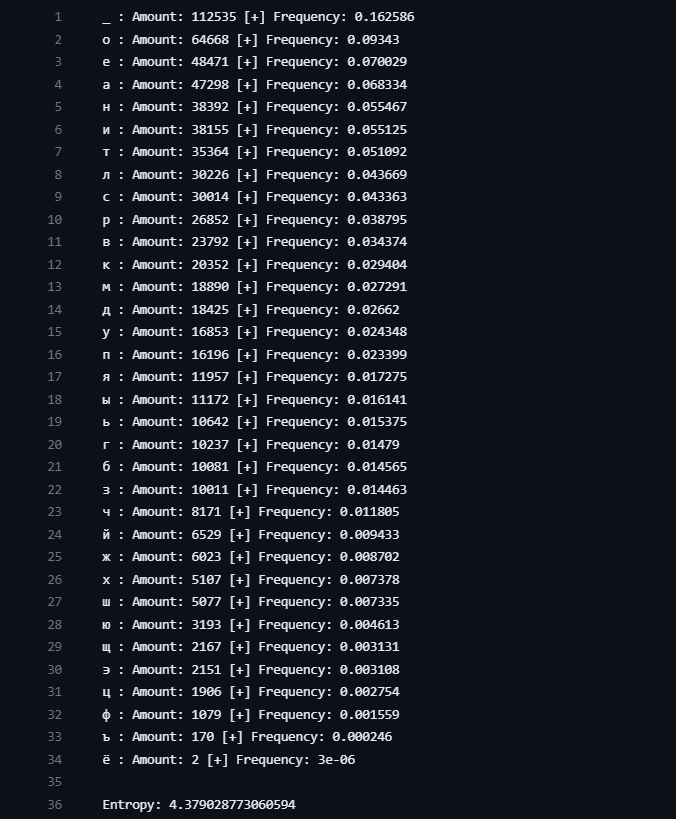 1 _ : Amount: 112535 [+] Frequency: 0.162586
2 о : Amount: 64668 [+] Frequency: 0.09343
3 е : Amount: 48471 [+] Frequency: 0.070029
4 а : Amount: 47298 [+] Frequency: 0.068334
5 н : Amount: 38392 [+] Frequency: 0.055467
6 и : Amount: 38155 [+] Frequency: 0.055125
7 т : Amount: 35364 [+] Frequency: 0.051092
8 л : Amount: 30226 [+] Frequency: 0.043669
9 с : Amount: 30014 [+] Frequency: 0.043363
10 р : Amount: 26852 [+] Frequency: 0.038795
11 в : Amount: 23792 [+] Frequency: 0.034374
12 к : Amount: 20352 [+] Frequency: 0.029404
13 м : Amount: 18890 [+] Frequency: 0.027291
14 д : Amount: 18425 [+] Frequency: 0.02662
15 у : Amount: 16853 [+] Frequency: 0.024348
16 п : Amount: 16196 [+] Frequency: 0.023399
17 я : Amount: 11957 [+] Frequency: 0.017275
18 ы : Amount: 11172 [+] Frequency: 0.016141
19 ь : Amount: 10642 [+] Frequency: 0.015375
20 г : Amount: 10237 [+] Frequency: 0.01479
21 б : Amount: 10081 [+] Frequency: 0.014565
22 з : Amount: 10011 [+] Frequency: 0.014463
23 ч : Amount: 8171 [+] Frequency: 0.011805
24 й : Amount: 6529 [+] Frequency: 0.009433
25 ж : Amount: 6023 [+] Frequency: 0.008702
26 х : Amount: 5107 [+] Frequency: 0.007378
27 ш : Amount: 5077 [+] Frequency: 0.007335
28 ю : Amount: 3193 [+] Frequency: 0.004613
29 щ : Amount: 2167 [+] Frequency: 0.003131
30 э : Amount: 2151 [+] Frequency: 0.003108
31 ц : Amount: 1906 [+] Frequency: 0.002754
32 ф : Amount: 1079 [+] Frequency: 0.001559
33 ъ : Amount: 170 [+] Frequency: 0.000246
34 ё : Amount: 2 [+] Frequency: 3e-06
35
36 Entropy: 4.379028773060594